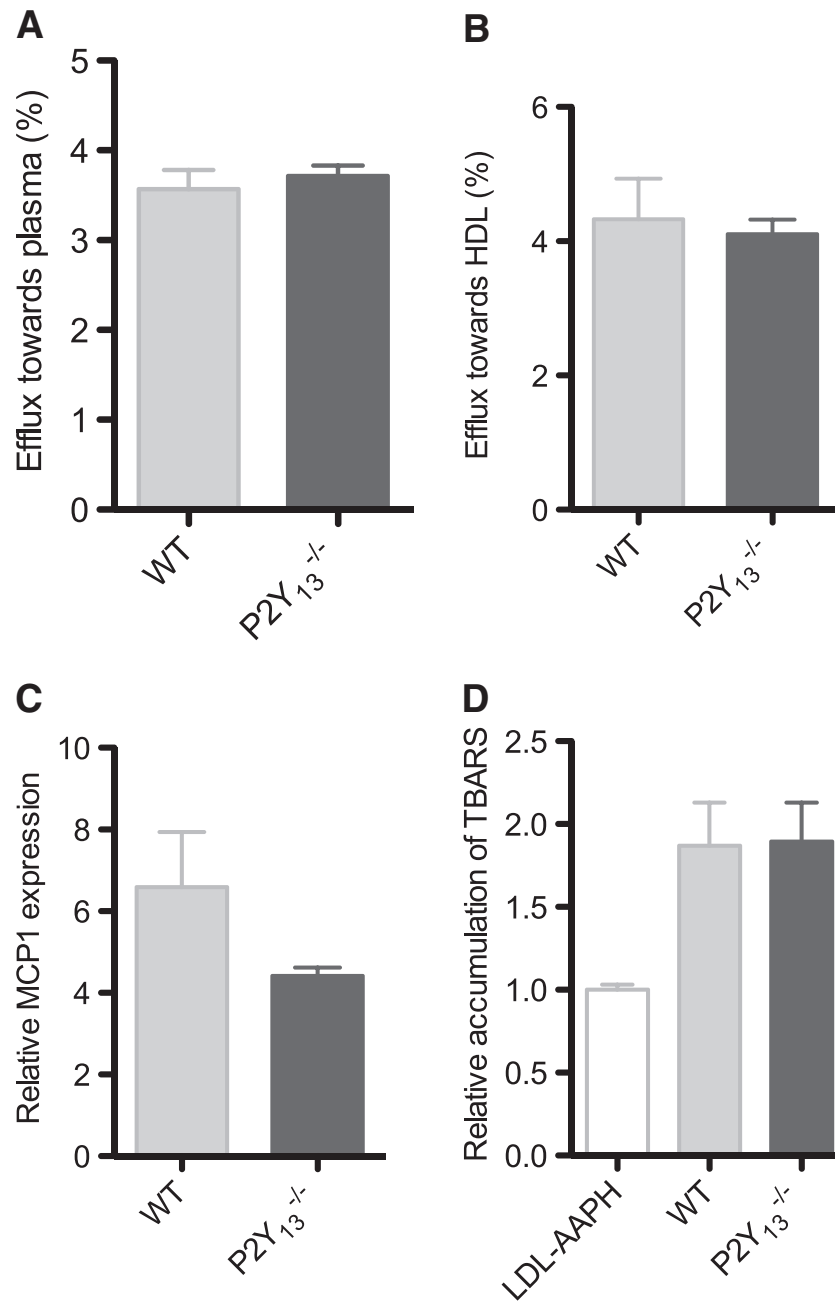 A
Efflux towards plasma (%)
5
4
3
2
1
0
WT
P2Y13 -/-
B
Efflux towards HDL (%)
6
4
2
0
WT
P2Y13 -/-
C
Relative MCP1 expression
10
8
6
4
2
0
WT
P2Y13 -/-
D
Relative accumulation of TBARS
2.5
2.0
1.5
1.0
0.5
0.0
LDL-AAPH
WT
P2Y13 -/-